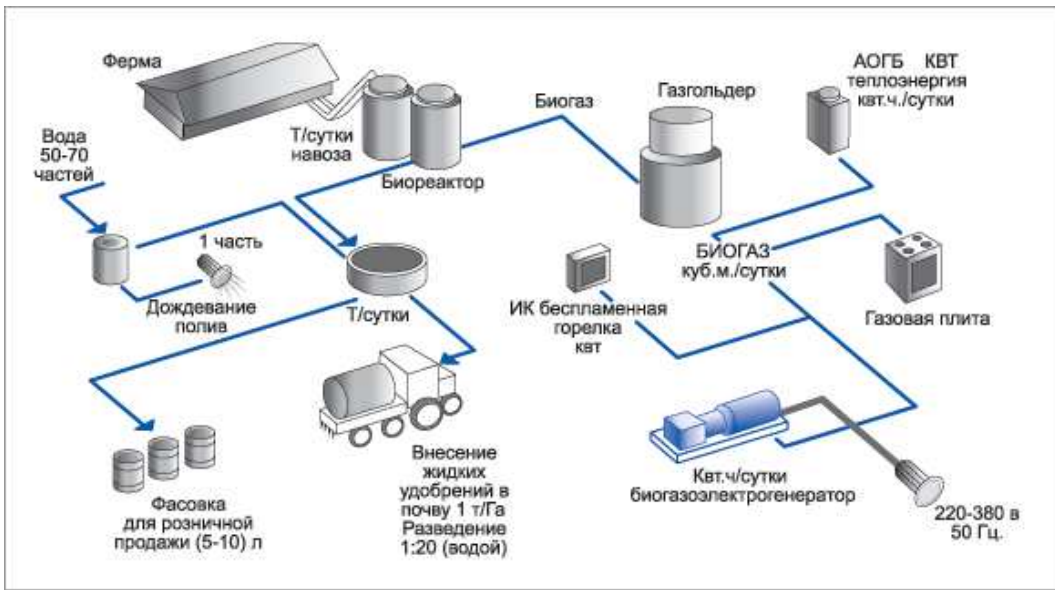 Ферма
Вода
50-70
частей
Т/сутки
навоза
Биореактор
Биогаз
Газгольдер
АОГБ КВТ
теплоэнергия
квт.ч./сутки
1 часть
Дождевание
полив
Т/сутки
ИК беспламенная
горелка
квт
БИОГАЗ
куб.м./сутки
Газовая плита
Фасовка
для розничной
продажи (5-10) л
Внесение
жидких
удобрений в
почву 1 т/Га
Разведение
1:20 (водой)
Квт.ч/сутки
биогазоэлектрогенератор
220-380 в
50 Гц.